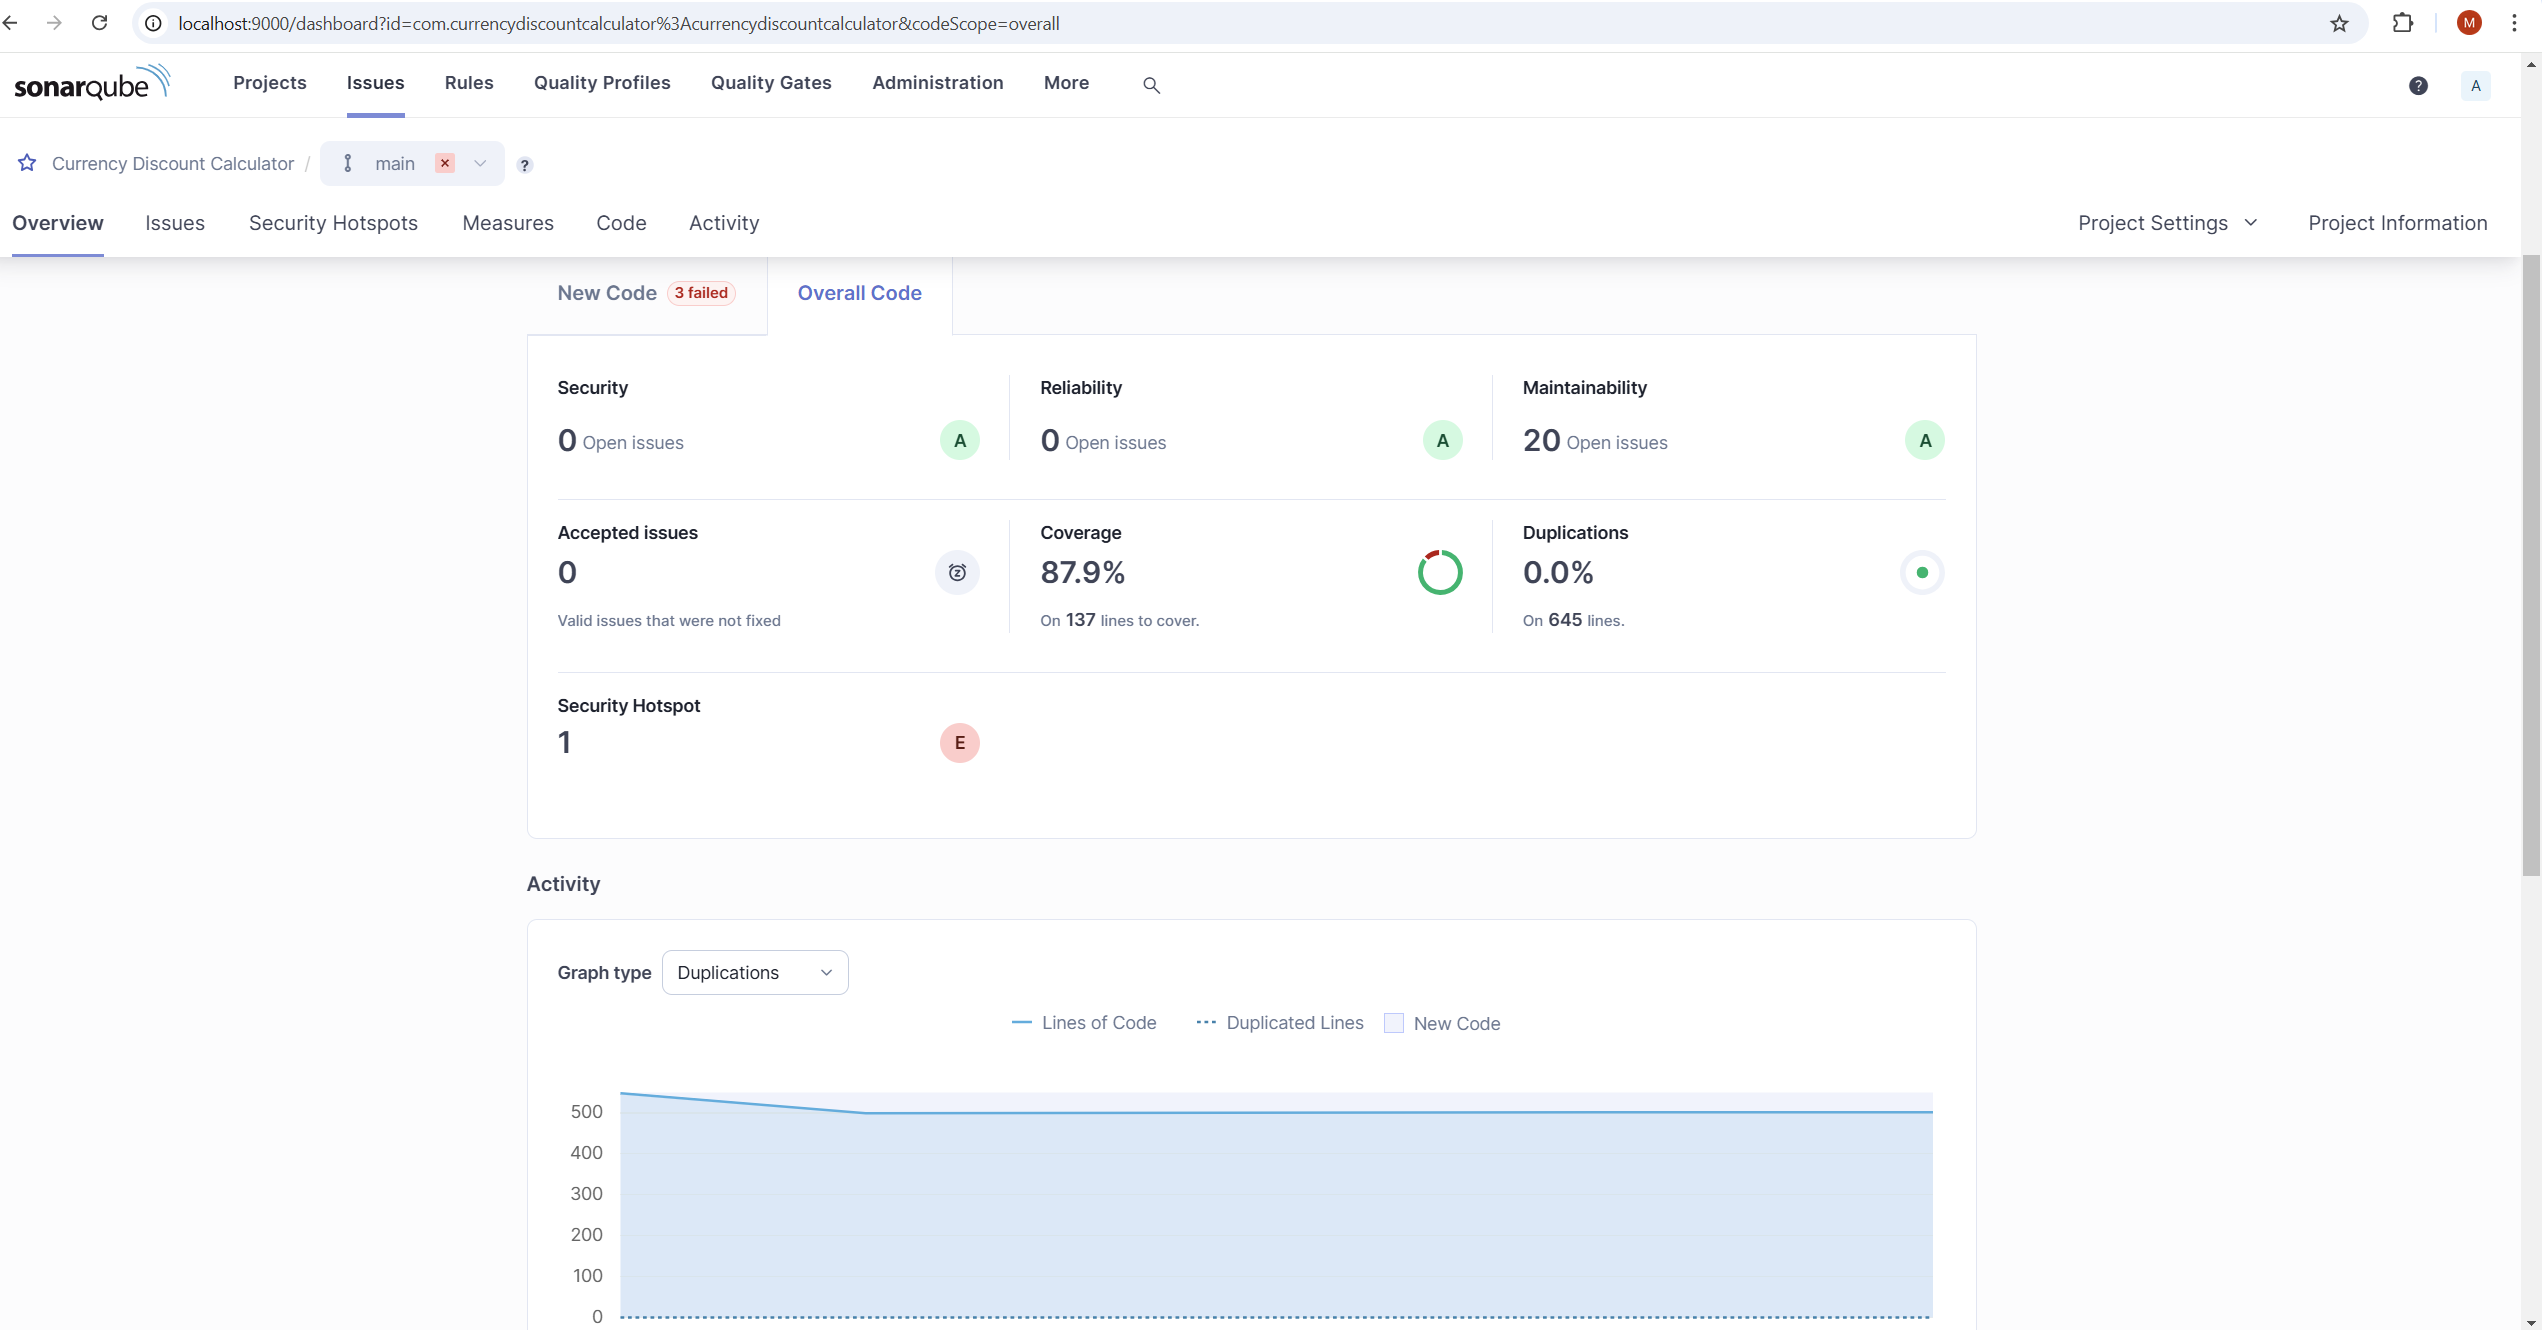 localhost:9000/dashboard?id=com.currencydiscountcalculator%3Acurrencydiscountcalculator&codeScope=overall
M
sonarqube Projects Issues Rules Quality Profiles Quality Gates Administration More ? A
Currency Discount Calculator / main ?
Overview Issues Security Hotspots Measures Code Activity Project Settings Project Information
New Code 3 failed Overall Code
Security Reliability Maintainability
0 Open issues A 0 Open issues A 20 Open issues A
Accepted issues Coverage Duplications
0 87.9% 0.0%
Valid issues that were not fixed On 137 lines to cover. On 645 lines.
Security Hotspot
1 E
Activity
Graph type Duplications
Lines of Code Duplicated Lines New Code
500
400
300
200
100
0